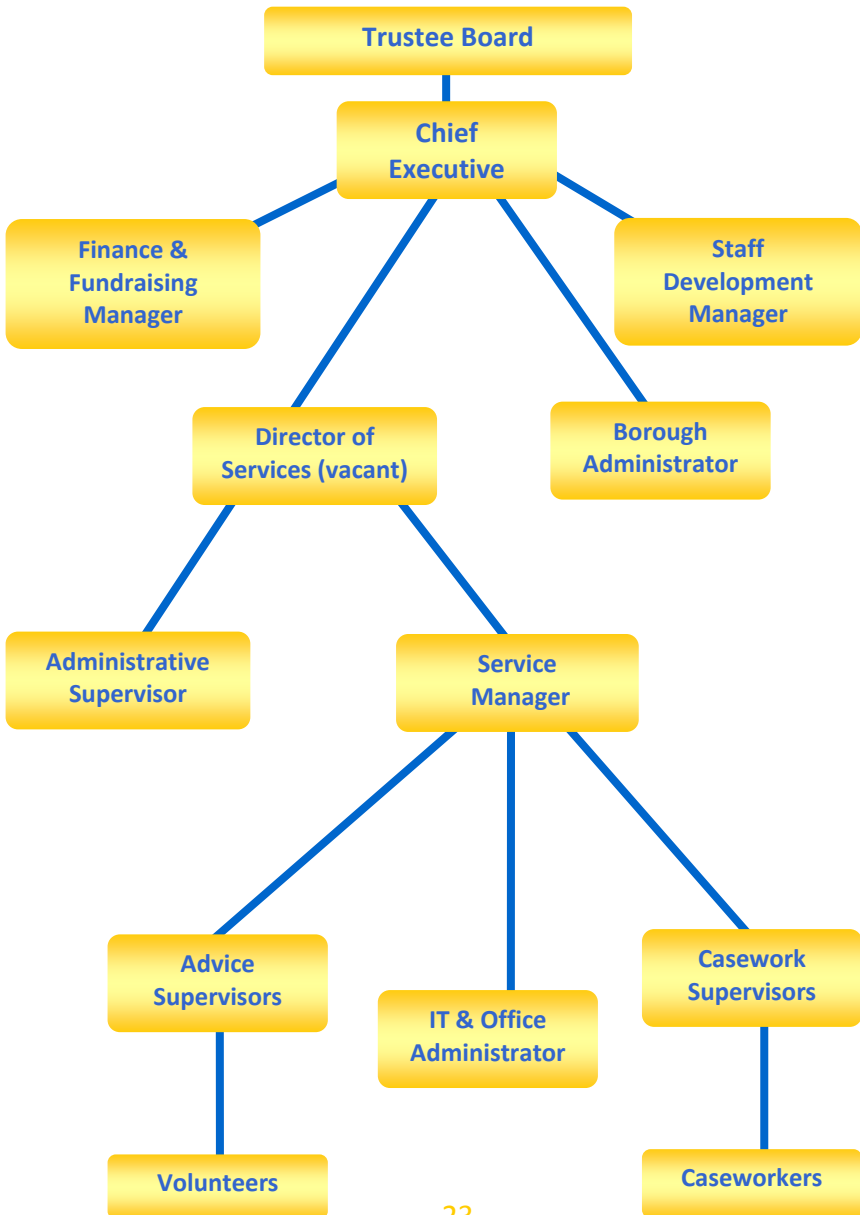 Trustee Board
Chief
Executive
Finance &
Fundraising
Manager
Staff
Development
Manager
Director of
Services (vacant)
Borough
Administrator
Administrative
Supervisor
Service
Manager
Advice
Supervisors
IT & Office
Administrator
Casework
Supervisors
Volunteers
Caseworkers